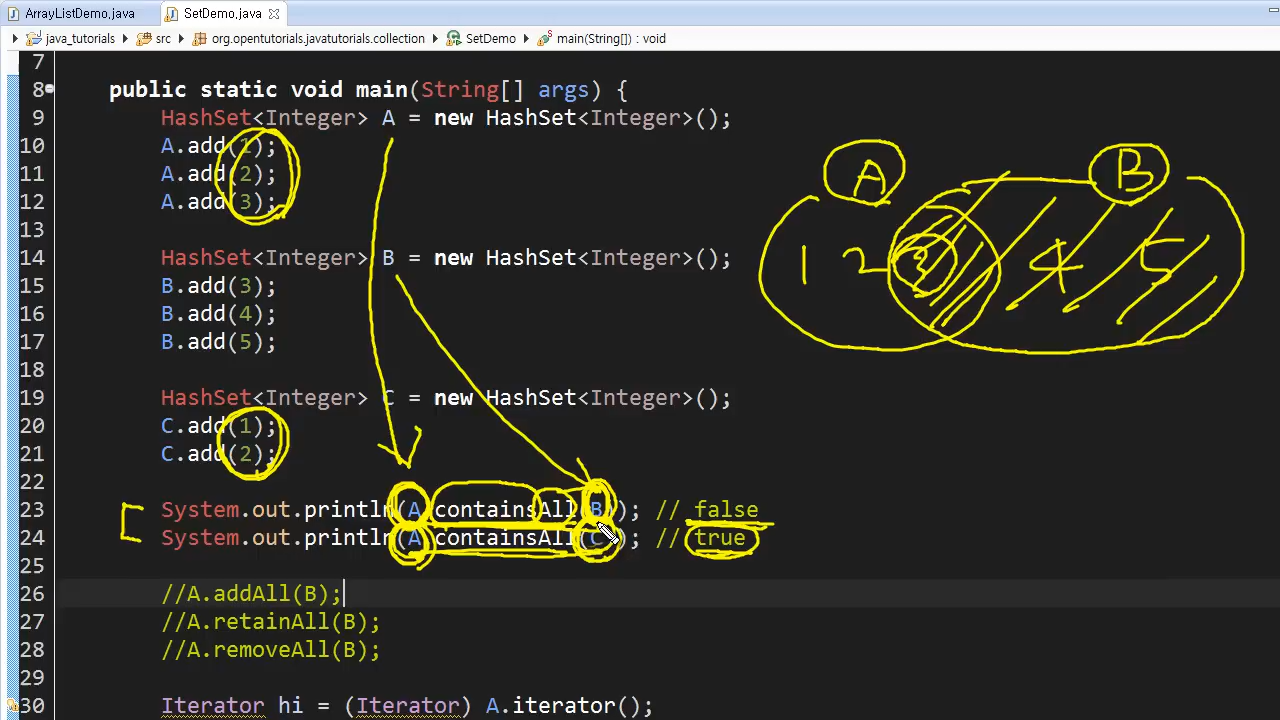 ArrayListDemo.java SetDemo.java
java_tutorials src org.opentutorials.javatutorials.collection SetDemo main(String[]) : void
7
8 public static void main(String[] args) {
9 HashSet<Integer> A = new HashSet<Integer>();
10 A.add(1);
11 A.add(2);
12 A.add(3);
13
14 HashSet<Integer> B = new HashSet<Integer>();
15 B.add(3);
16 B.add(4);
17 B.add(5);
18
19 HashSet<Integer> C = new HashSet<Integer>();
20 C.add(1);
21 C.add(2);
22
23 System.out.println(A.containsAll(B)); // false
24 System.out.println(A.containsAll(C)); // true
25
26 //A.addAll(B);
27 //A.retainAll(B);
28 //A.removeAll(B);
29
30 Iterator hi = (Iterator) A.iterator();
A B
1 2 3 4 5